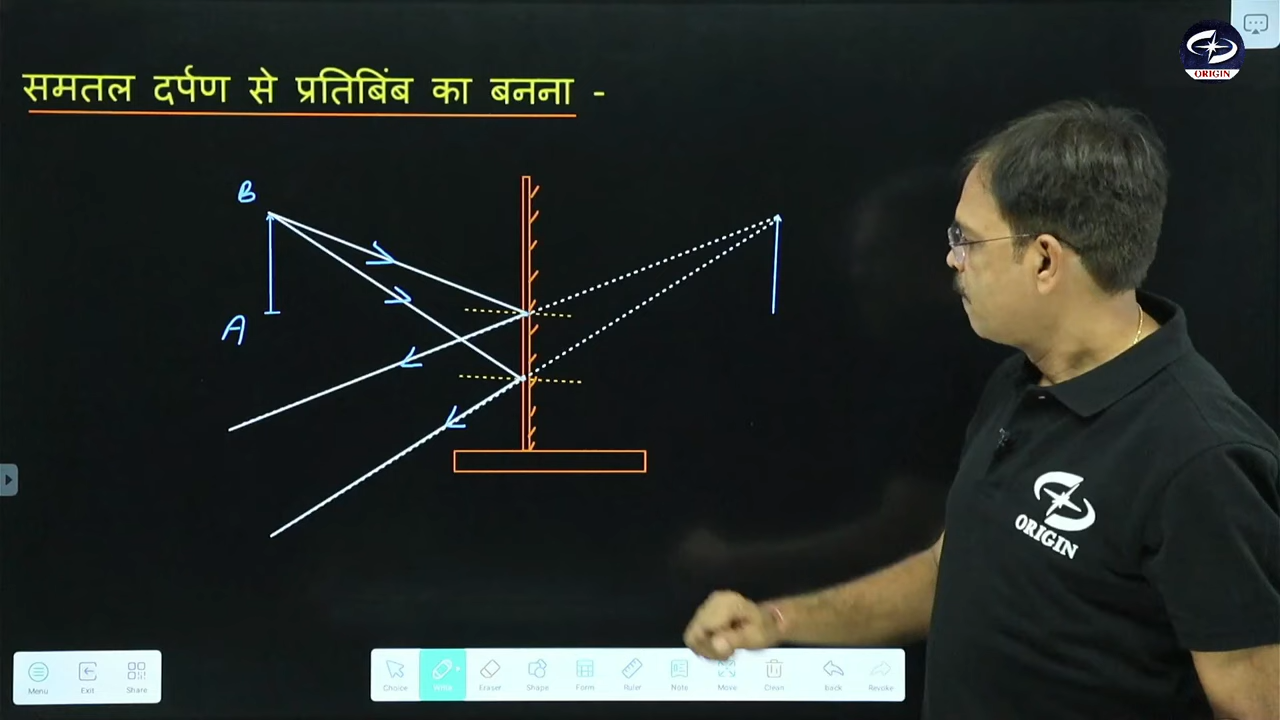 ORIGIN
समतल दर्पण से प्रतिबिंब का बनना -
B
A
ORIGIN
Menu Exit Share
Choice Write Eraser Shape Form Ruler Note Move Clean back Revoke